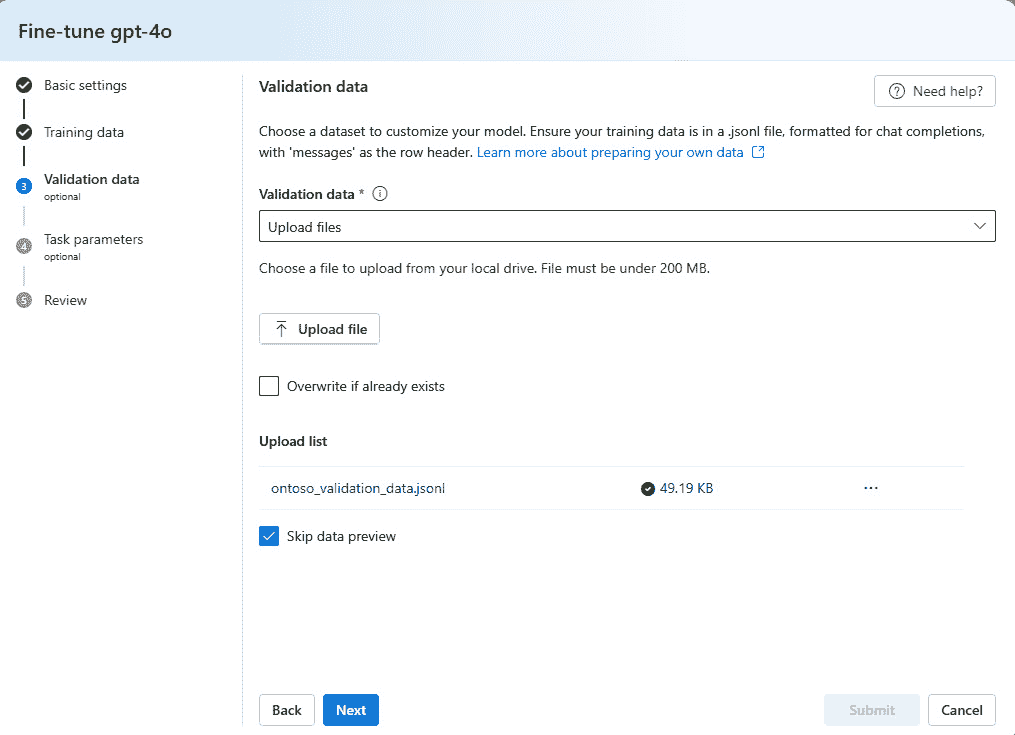 Fine-tune gpt-4o
Basic settings
Training data
3
Validation data
optional
4
Task parameters
optional
5
Review
Validation data
Need help?
Choose a dataset to customize your model. Ensure your training data is in a .jsonl file, formatted for chat completions,
with 'messages' as the row header. Learn more about preparing your own data
Validation data *
Upload files
Choose a file to upload from your local drive. File must be under 200 MB.
Upload file
Overwrite if already exists
Upload list
ontoso_validation_data.jsonl 49.19 KB ...
Skip data preview
Back Next Submit Cancel